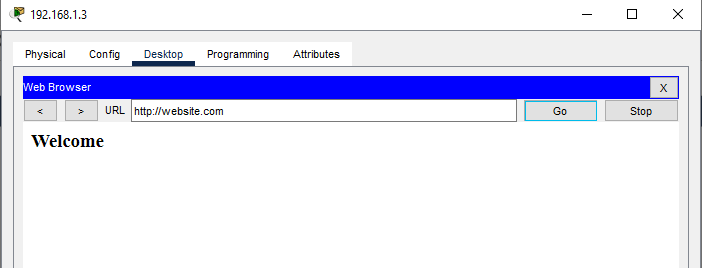 192.168.1.3
Physical Config Desktop Programming Attributes
Web Browser X
< > URL http://website.com Go Stop
Welcome